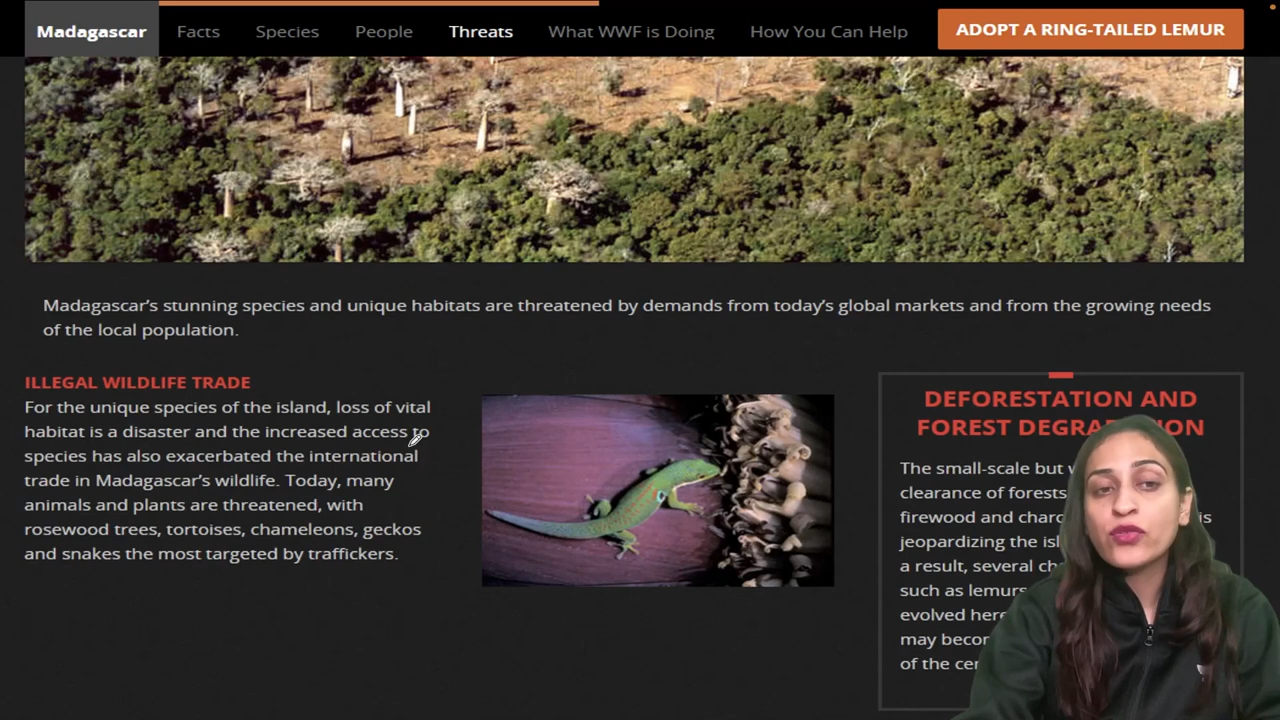 Madagascar Facts Species People Threats What WWF is Doing How You Can Help ADOPT A RING-TAILED LEMUR
Madagascar's stunning species and unique habitats are threatened by demands from today's global markets and from the growing needs
of the local population.
ILLEGAL WILDLIFE TRADE
For the unique species of the island, loss of vital
habitat is a disaster and the increased access to
species has also exacerbated the international
trade in Madagascar's wildlife. Today, many
animals and plants are threatened, with
rosewood trees, tortoises, chameleons, geckos
and snakes the most targeted by traffickers.
DEFORESTATION AND
FOREST
The small-scale but
clearance of forests
firewood and is
jeopardizing the
a result, several
such as lemurs
evolved here
may
of the